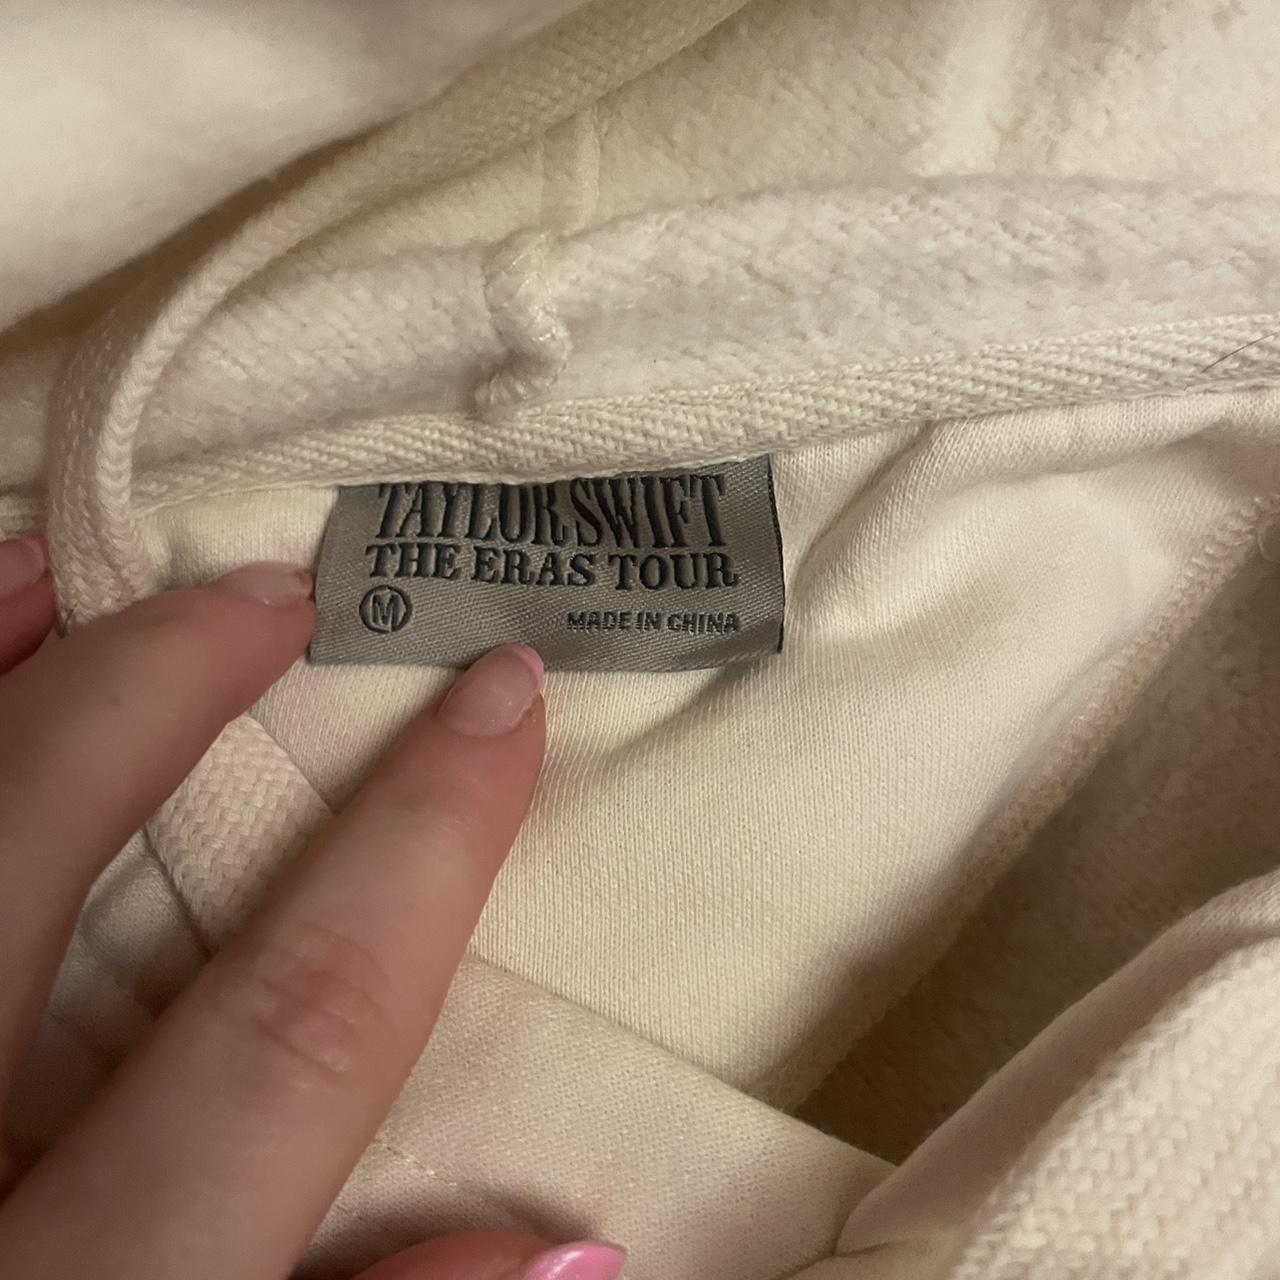 TAYLOR SWIFT
THE ERAS TOUR
M MADE IN CHINA